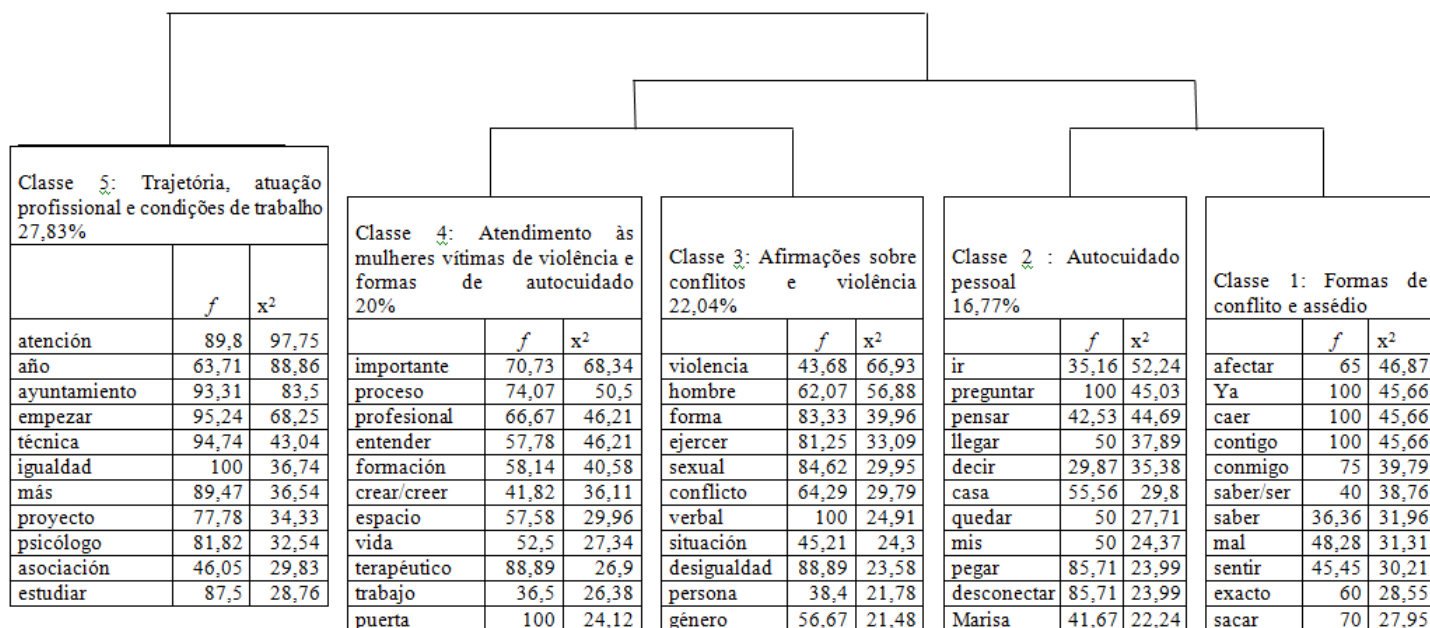 Classe 5: Trajetória, atuação
profissional e condições de trabalho
27,83%
f x²
atención 89,8 97,75
año 63,71 88,86
ayuntamiento 93,31 83,5
empezar 95,24 68,25
técnica 94,74 43,04
igualdad 100 36,74
más 89,47 36,54
proyecto 77,78 34,33
psicólogo 81,82 32,54
asociación 46,05 29,83
estudiar 87,5 28,76
Classe 4: Atendimento às
mulheres vítimas de violência e
formas de autocuidado
20%
f x²
importante 70,73 68,34
proceso 74,07 50,5
profesional 66,67 46,21
entender 57,78 46,21
formación 58,14 40,58
crear/creer 41,82 36,11
espacio 57,58 29,96
vida 52,5 27,34
terapéutico 88,89 26,9
trabajo 36,5 26,38
puerta 100 24,12
Classe 3: Afirmações sobre
conflitos e violência
22,04%
f x²
violencia 43,68 66,93
hombre 62,07 56,88
forma 83,33 39,96
ejercer 81,25 33,09
sexual 84,62 29,95
conflicto 64,29 29,79
verbal 100 24,91
situación 45,21 24,3
desigualdad 88,89 23,58
persona 38,4 21,78
género 56,67 21,48
Classe 2 : Autocuidado
pessoal
16,77%
f x²
ir 35,16 52,24
preguntar 100 45,03
pensar 42,53 44,69
llegar 50 37,89
decir 29,87 35,38
casa 55,56 29,8
quedar 50 27,71
mis 50 24,37
pegar 85,71 23,99
desconectar 85,71 23,99
Marisa 41,67 22,24
Classe 1: Formas de
conflito e assédio
f x²
afectar 65 46,87
Ya 100 45,66
caer 100 45,66
contigo 100 45,66
conmigo 75 39,79
saber/ser 40 38,76
saber 36,36 31,96
mal 48,28 31,31
sentir 45,45 30,21
exacto 60 28,55
sacar 70 27,95